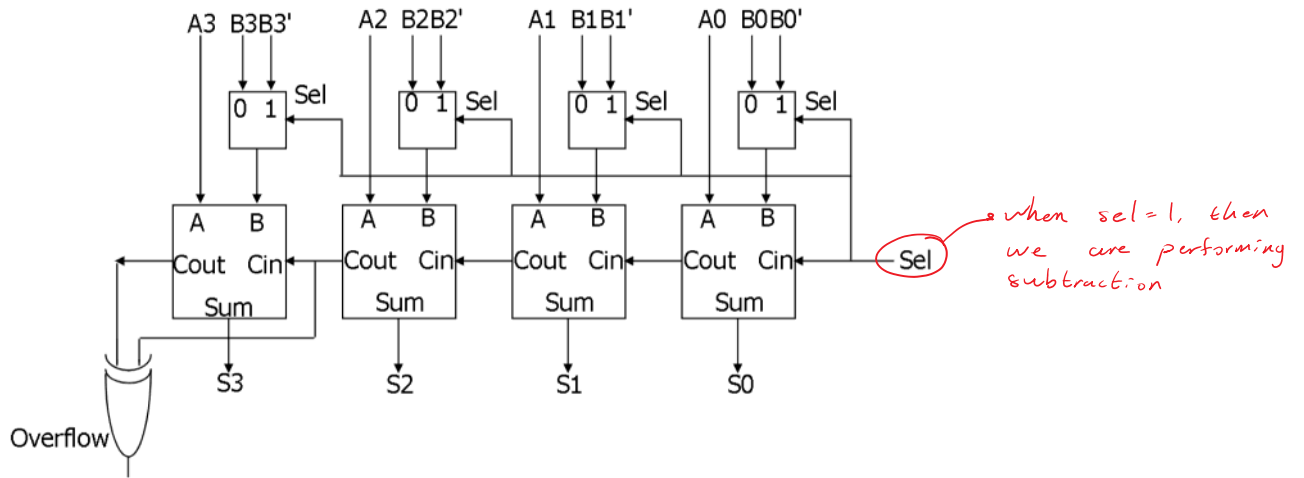 A3 B3B3' A2 B2B2' A1 B1B1' A0 B0B0'
0 1 Sel 0 1 Sel 0 1 Sel 0 1 Sel
A B A B A B A B
when sel=1, then
we are performing
subtraction
Cout Cin Cout Cin Cout Cin Cout Cin Sel
Sum Sum Sum Sum
S3 S2 S1 S0
Overflow